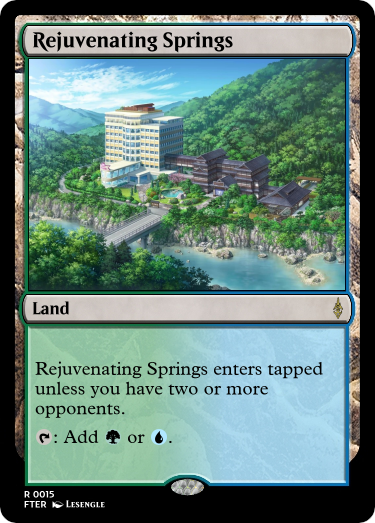 Rejuvenating Springs
Land
Rejuvenating Springs enters tapped
unless you have two or more
opponents.
: Add or .
R 0015
FTER Lesengle